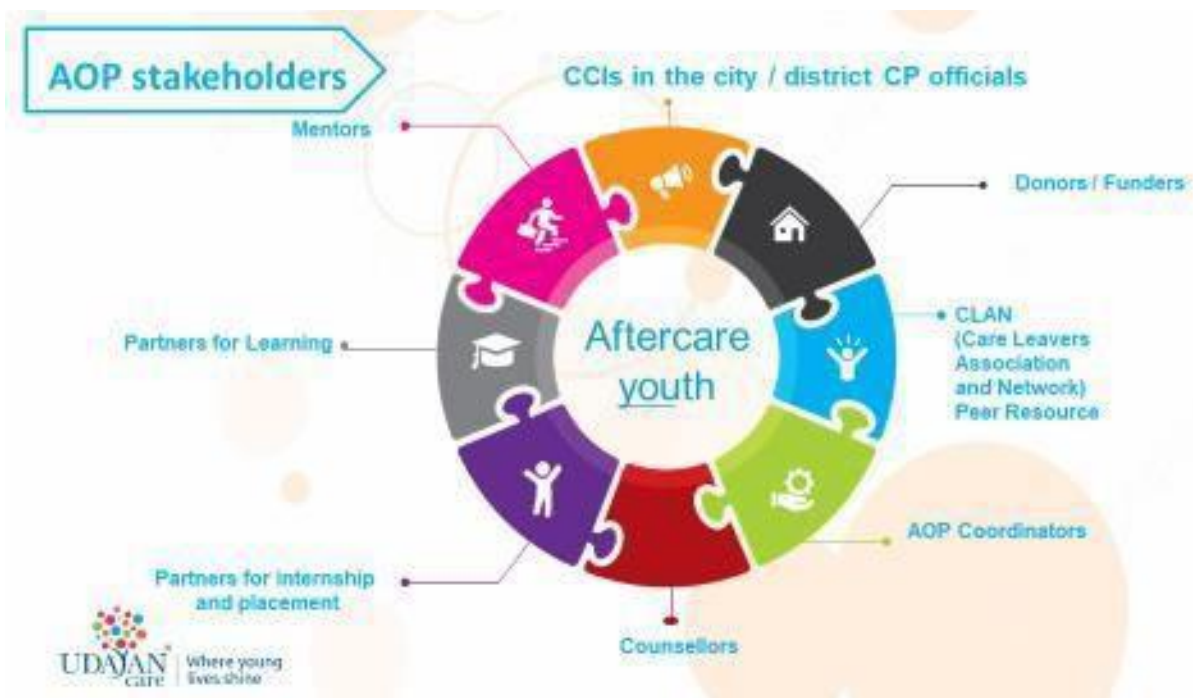 AOP stakeholders
CCIs in the city / district CP officials
Mentors
Donors / Funders
Aftercare
youth
Partners for Learning
CLAN
(Care Leavers
Association
and Network)
Peer Resource
AOP Coordinators
Partners for internship
and placement
Counsellors
UDAYAN
care
Where young
lives shine